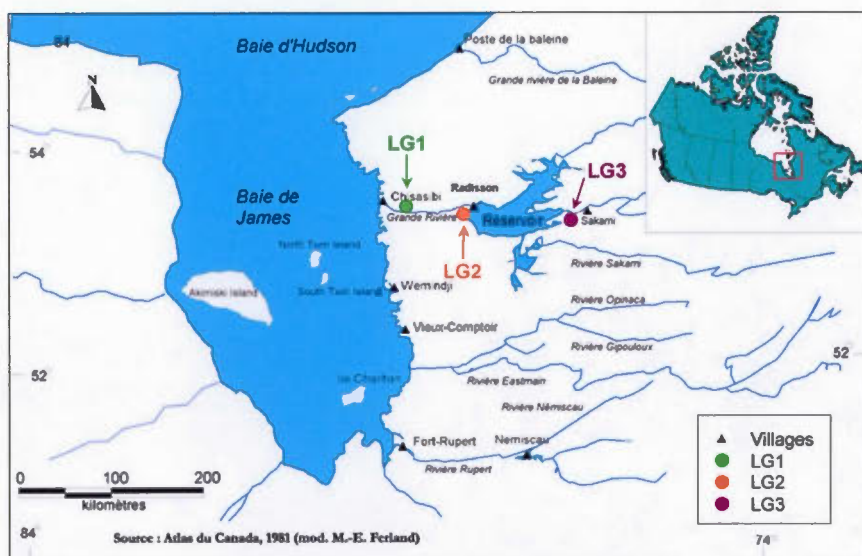 84
Baie d'Hudson
Poste de la baleine
Grande rivière de la Baleine
N
54
LG1
LG3
Chisasibi
Radisson
Baie de
James
Grande Rivière
Réservoir
Sakami
LG2
North Twin Island
Rivière Sakami
Akimiski Island
South Twin Island
Wemindji
Rivière Opinaca
Vieux-Comptoir
Rivière Gipouloux
52
52
Rivière Eastmain
Ile Charlton
Rivière Némiscau
Fort-Rupert
Nemiscau
Rivière Rupert
0 100 200
kilomètres
Villages
LG1
LG2
LG3
Source : Atlas du Canada, 1981 (mod. M.-E. Ferland)
84
74